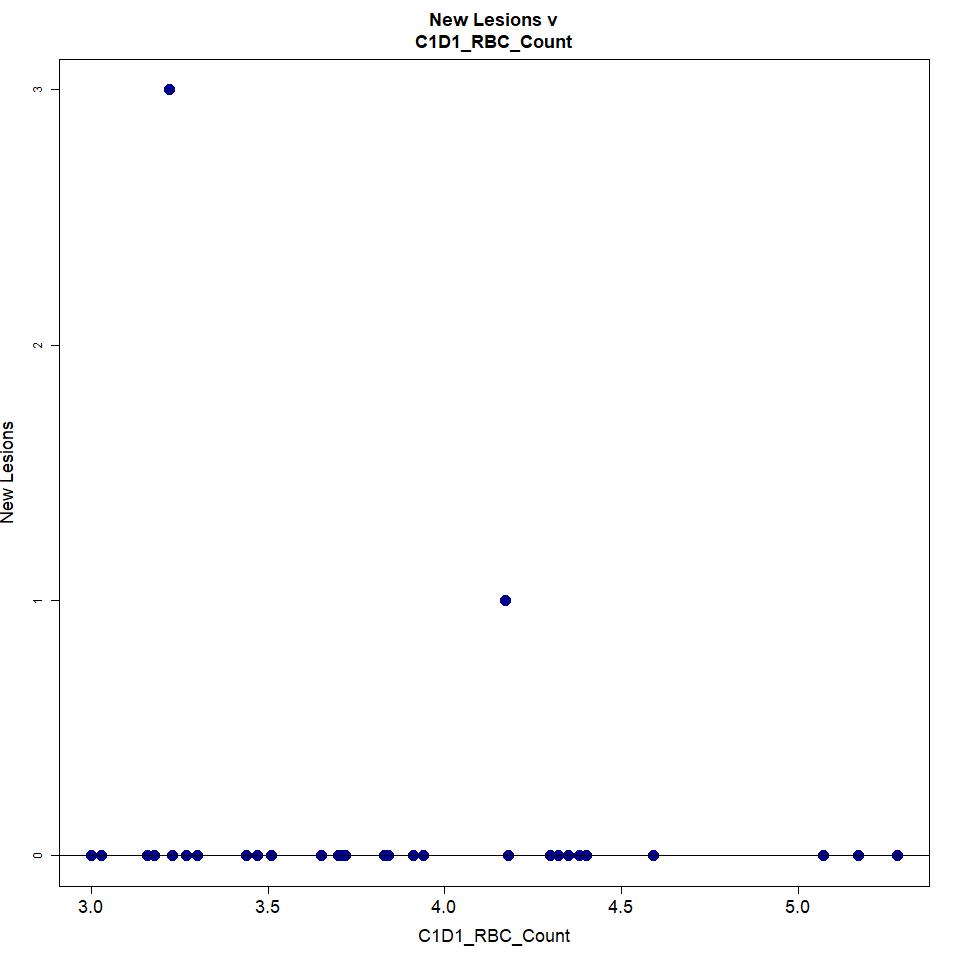 New Lesions v
C1D1_RBC_Count
3
2
1
0
New Lesions
3.0 3.5 4.0 4.5 5.0
C1D1_RBC_Count